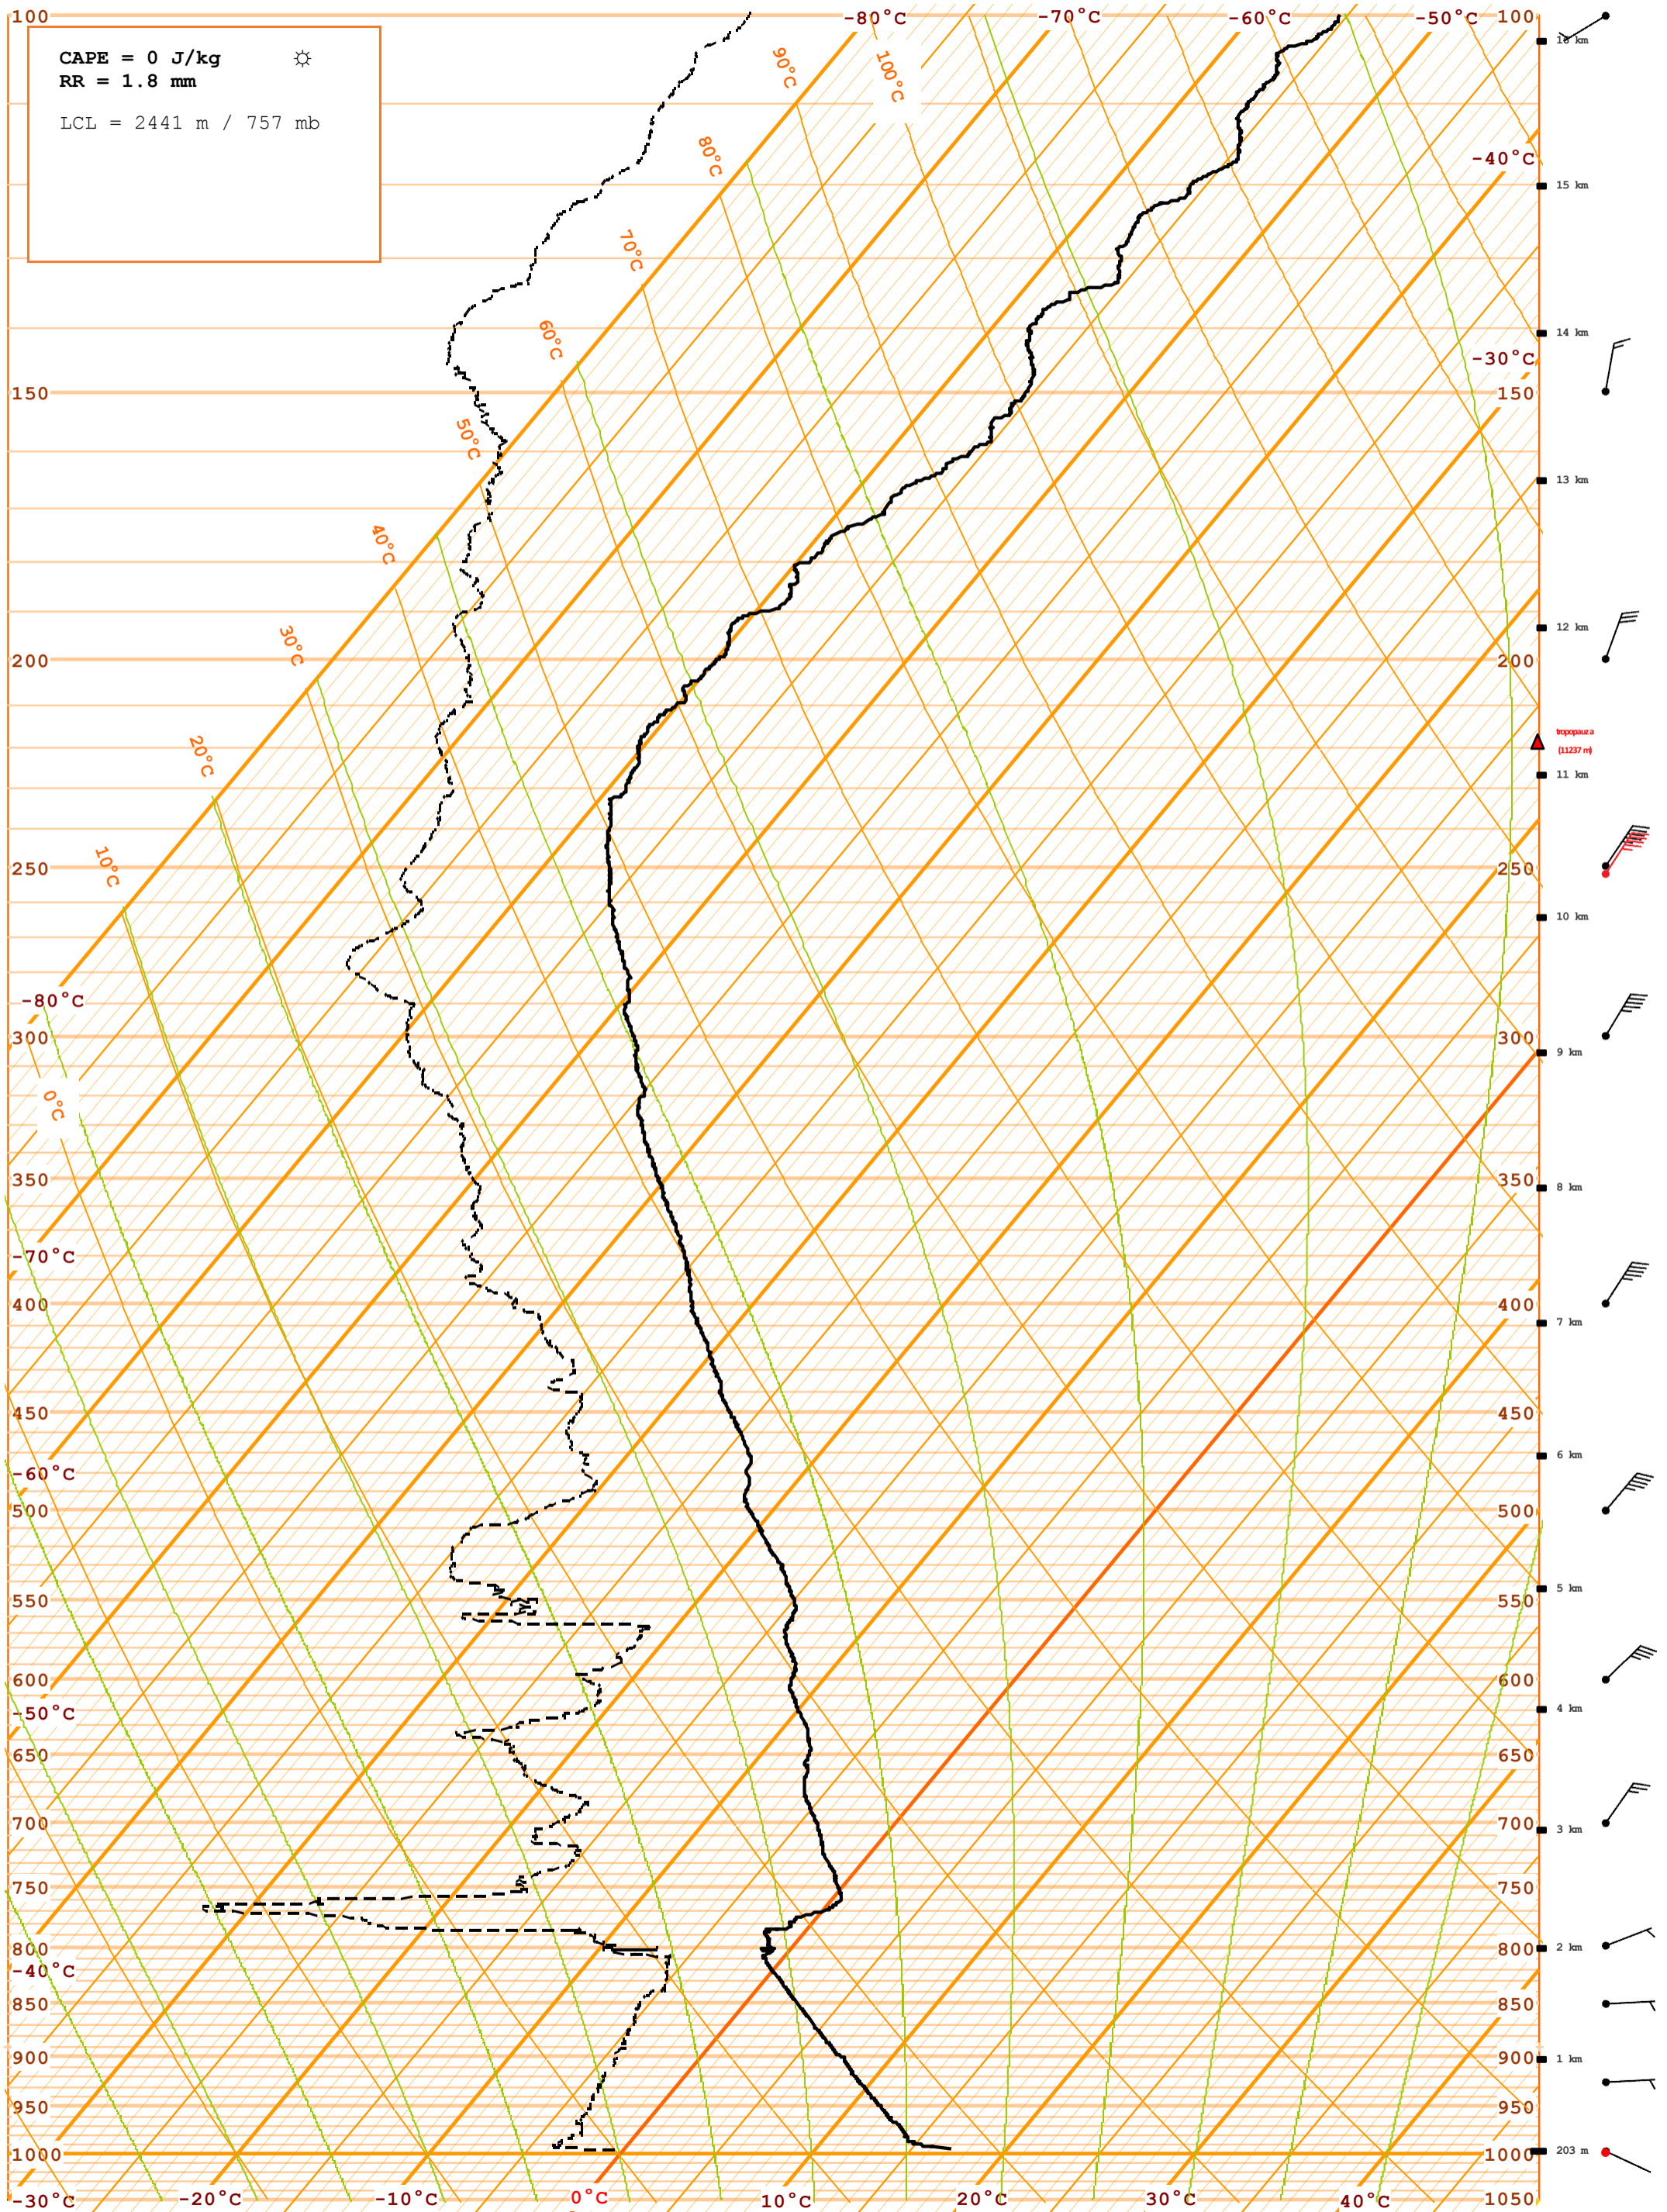 100 -80°C -70°C -60°C -50°C 100
16 km
CAPE = 0 J/kg ☼
RR = 1.8 mm
LCL = 2441 m / 757 mb
90°C 100°C
80°C -40°C
15 km
70°C
60°C 14 km
-30°C
150 150
50°C
13 km
40°C
12 km
30°C
200 200
20°C tropopauza
(11237 m)
11 km
10°C
250 250
10 km
-80°C
300 300
9 km
0°C
350 350
8 km
-70°C
400 400
7 km
450 450
6 km
-60°C
500 500
5 km
550 550
600 600
-50°C 4 km
650 650
700 700
3 km
750 750
800 800 2 km
-40°C
850 850
900 900 1 km
950 950
1000 1000 203 m
-30°C -20°C -10°C 0°C 10°C 20°C 30°C 40°C 1050